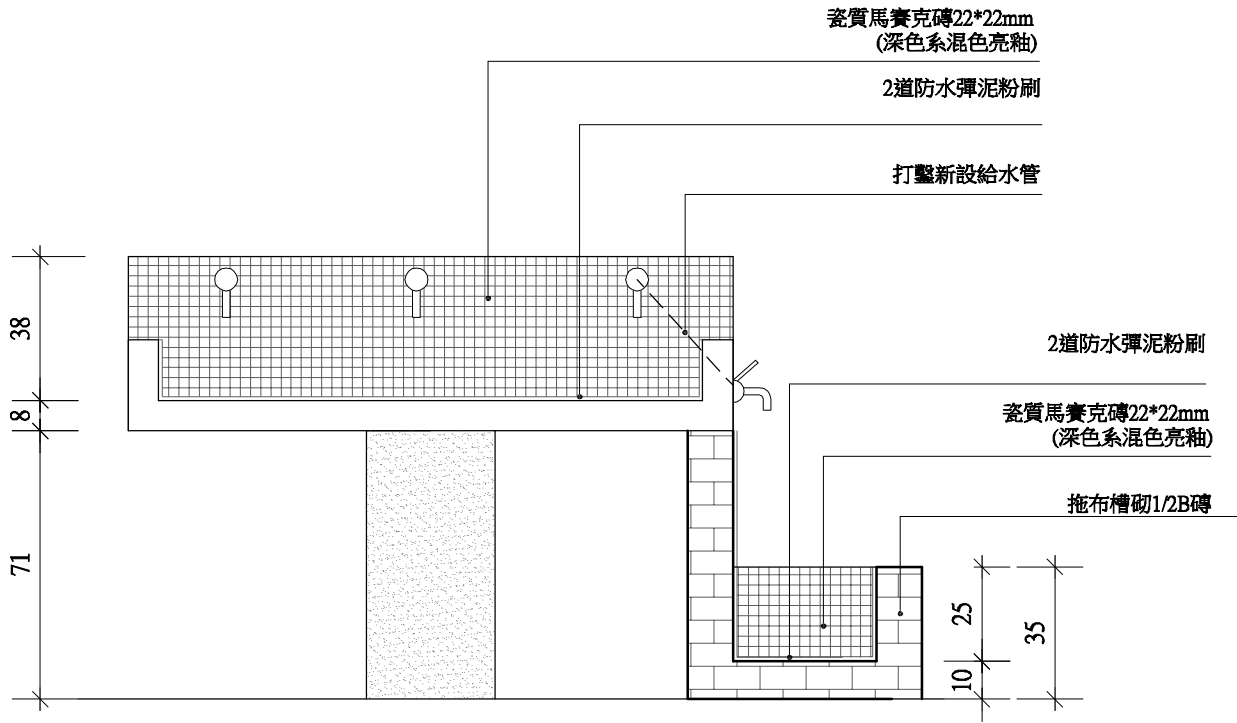 瓷質馬賽克磚22*22mm
(深色系混色亮釉)
2道防水彈泥粉刷
打鑿新設給水管
2道防水彈泥粉刷
瓷質馬賽克磚22*22mm
(深色系混色亮釉)
拖布槽砌1/2B磚
38
8
71
25
10
35